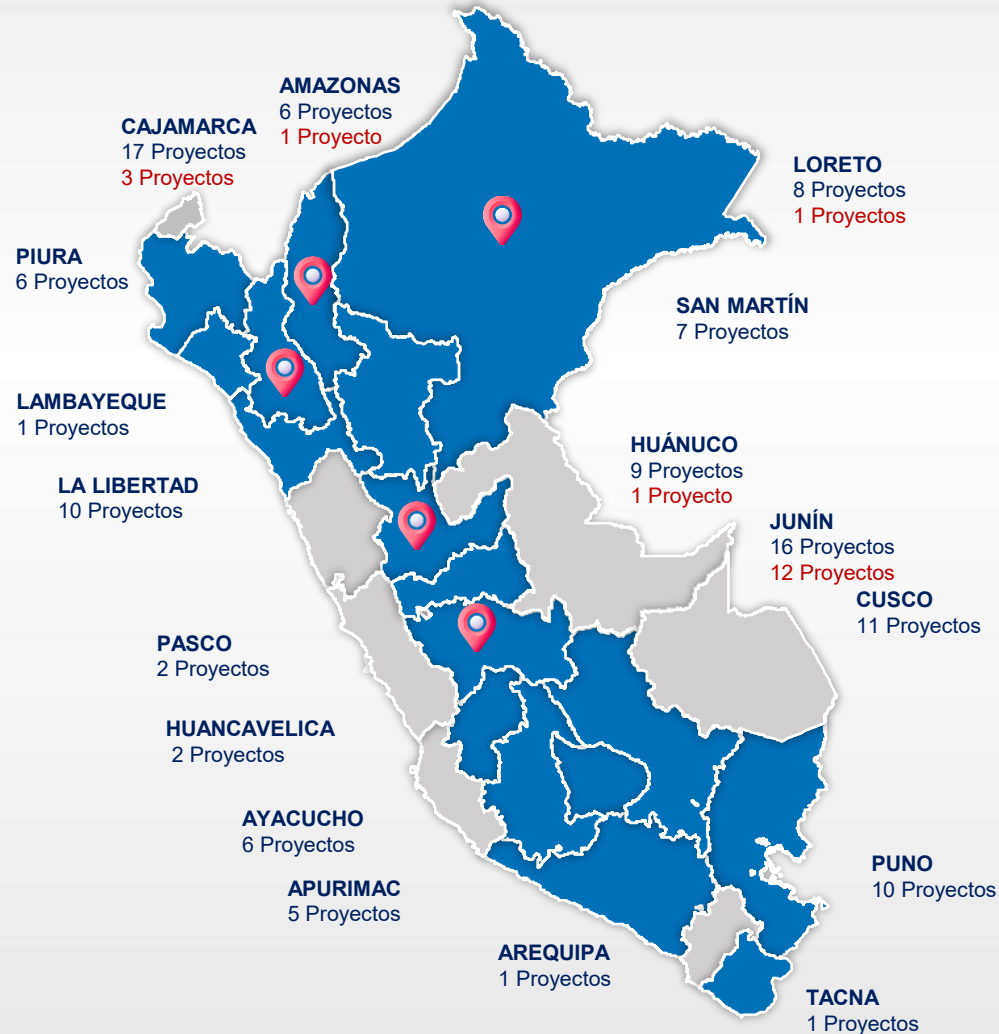 AMAZONAS
6 Proyectos
1 Proyecto
CAJAMARCA
17 Proyectos
3 Proyectos
LORETO
8 Proyectos
1 Proyectos
PIURA
6 Proyectos
SAN MARTÍN
7 Proyectos
LAMBAYEQUE
1 Proyectos
HUÁNUCO
9 Proyectos
1 Proyecto
LA LIBERTAD
10 Proyectos
JUNÍN
16 Proyectos
12 Proyectos
CUSCO
11 Proyectos
PASCO
2 Proyectos
HUANCAVELICA
2 Proyectos
AYACUCHO
6 Proyectos
PUNO
10 Proyectos
APURIMAC
5 Proyectos
AREQUIPA
1 Proyectos
TACNA
1 Proyectos